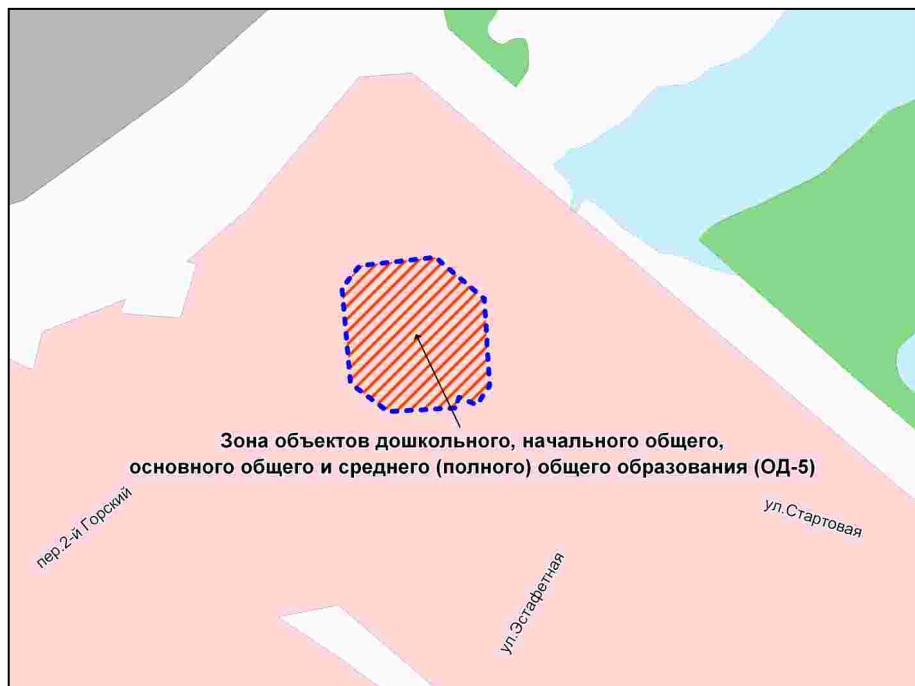 Зона объектов дошкольного, начального общего,
основного общего и среднего (полного) общего образования (ОД-5)
пер.2-й Горский
ул.Эстафетная
ул.Стартовая